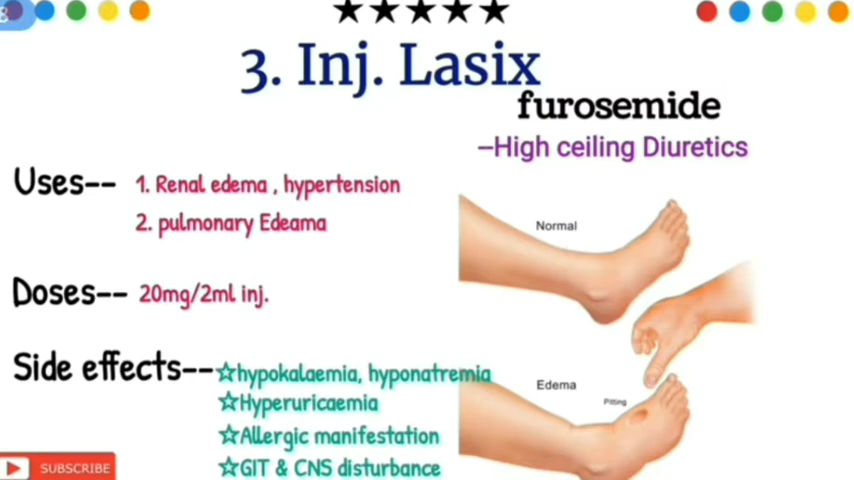 3
3. Inj. Lasix
furosemide
–High ceiling Diuretics
Uses-- 1. Renal edema , hypertension
2. pulmonary Edeama
Doses-- 20mg/2ml inj.
Side effects-- ☆hypokalaemia, hyponatremia
☆Hyperuricaemia
☆Allergic manifestation
☆GIT & CNS disturbance
Normal
Edema
Pitting
SUBSCRIBE